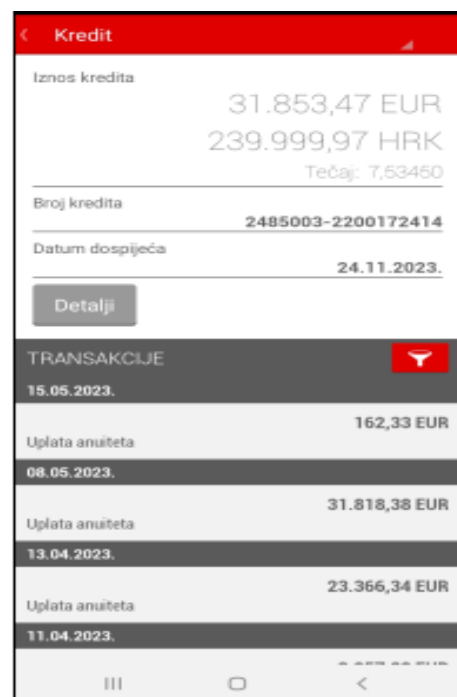 Kredit
Iznos kredita
31.853,47 EUR
239.999,97 HRK
Tečaj: 7,53450
Broj kredita
2485003-2200172414
Datum dospijeća
24.11.2023.
Detalji
TRANSAKCIJE
15.05.2023.
162,33 EUR
Uplata anuiteta
08.05.2023.
31.818,38 EUR
Uplata anuiteta
13.04.2023.
23.366,34 EUR
Uplata anuiteta
11.04.2023.